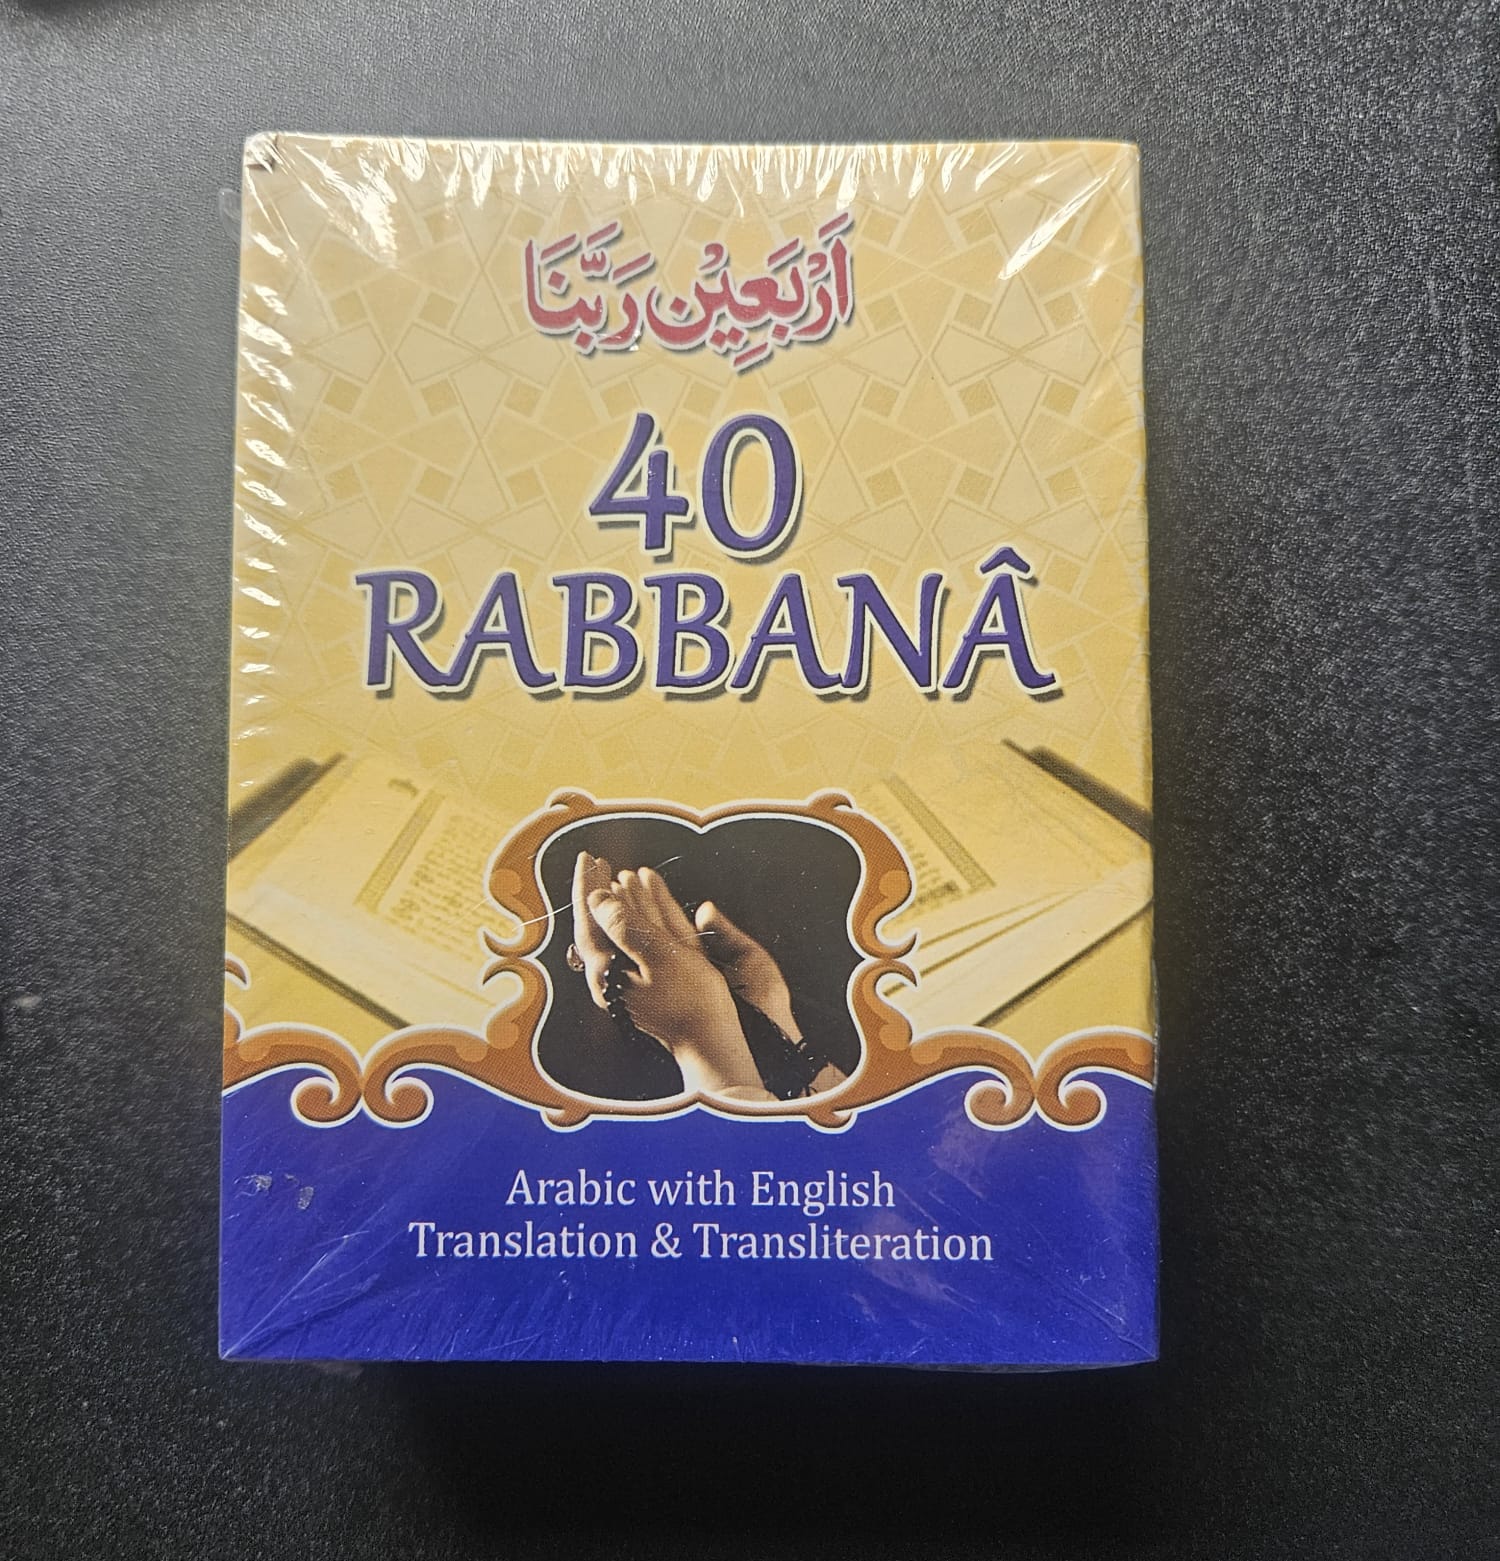 اَرْبَعِيْن رَبَّنَا
40
RABBANÂ
Arabic with English
Translation & Transliteration